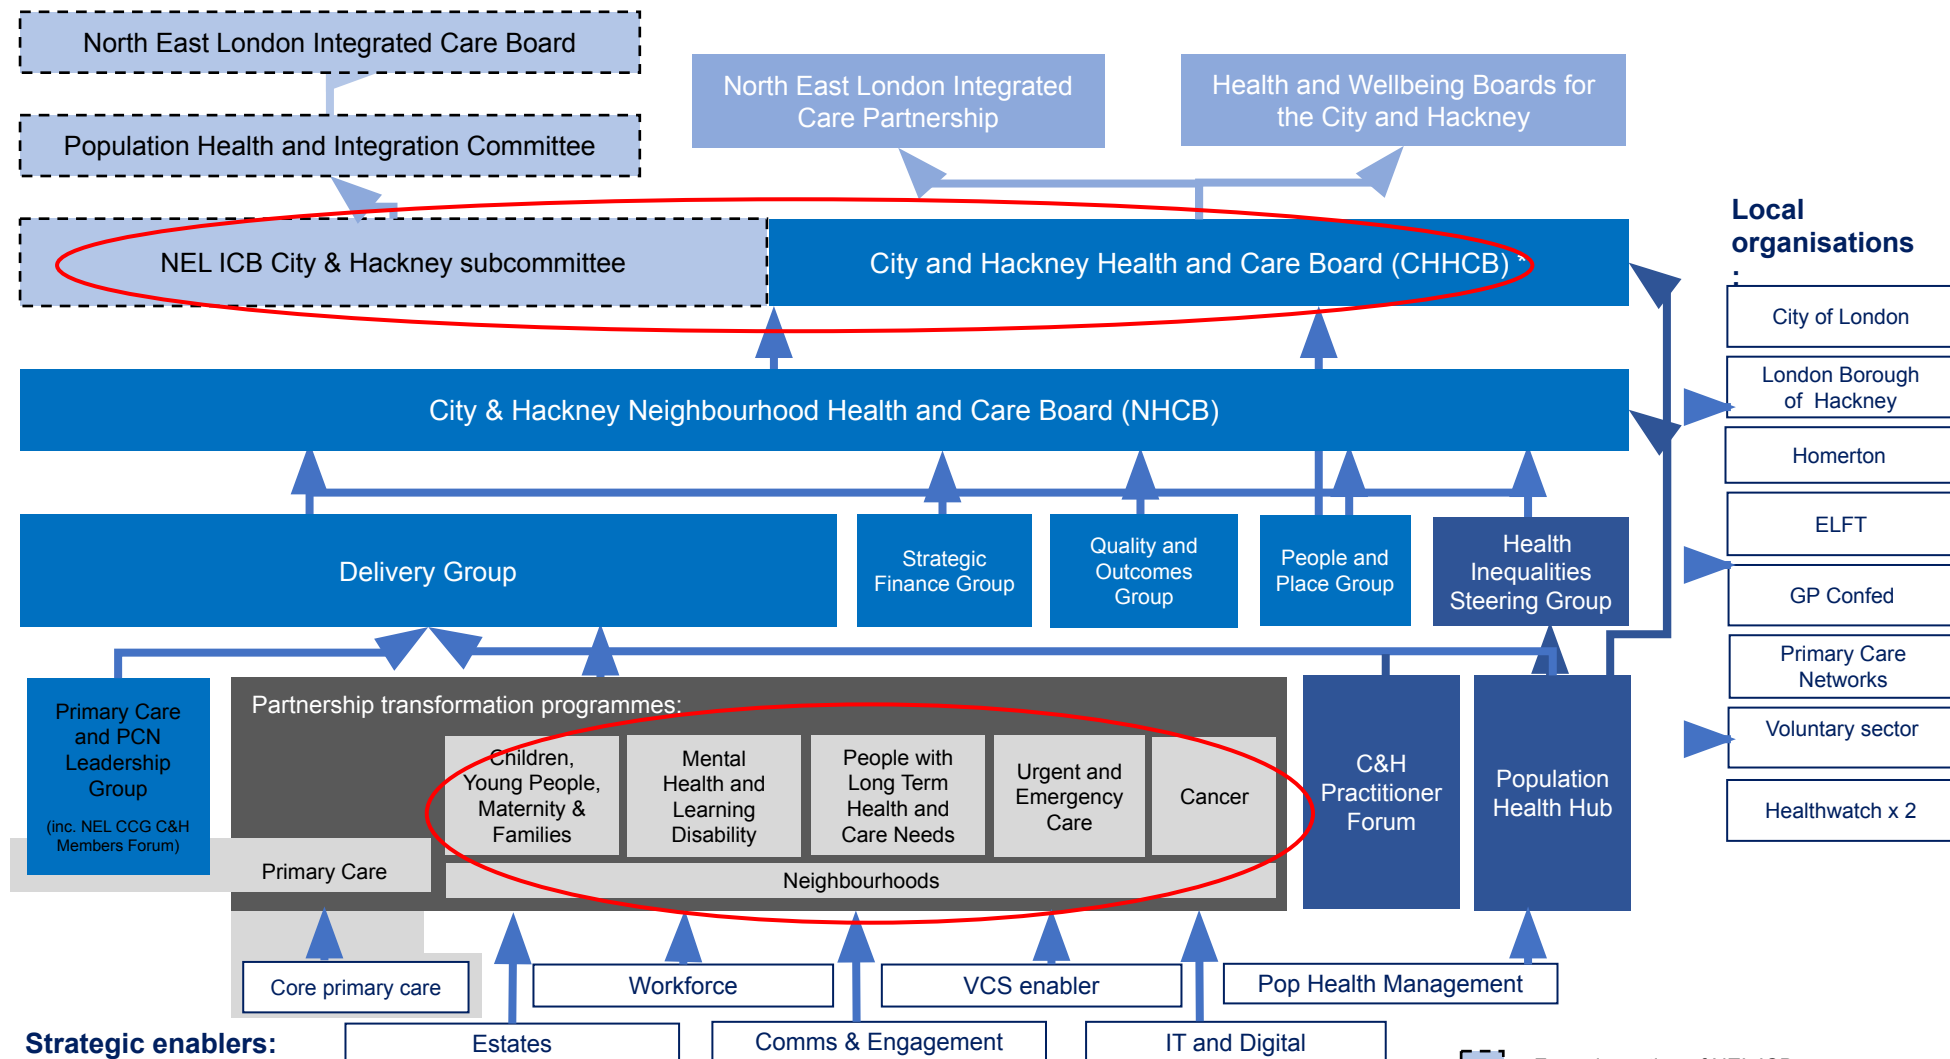 North East London Integrated Care Board
North East London Integrated
Care Partnership
Health and Wellbeing Boards for
the City and Hackney
Population Health and Integration Committee
NEL ICB City & Hackney subcommittee
City and Hackney Health and Care Board (CHHCB) *
City & Hackney Neighbourhood Health and Care Board (NHCB)
Delivery Group
Strategic
Finance Group
Quality and
Outcomes
Group
People and
Place Group
Health
Inequalities
Steering Group
Primary Care
and PCN
Leadership
Group
(inc. NEL CCG C&H
Members Forum)
Partnership transformation programmes:
Children,
Young People,
Maternity &
Families
Mental
Health and
Learning
Disability
People with
Long Term
Health and
Care Needs
Urgent and
Emergency
Care
Cancer
Primary Care
Neighbourhoods
C&H
Practitioner
Forum
Population
Health Hub
Core primary care
Workforce
VCS enabler
Pop Health Management
Strategic enablers:
Estates
Comms & Engagement
IT and Digital
Local
organisations
:
City of London
London Borough
of Hackney
Homerton
ELFT
GP Confed
Primary Care
Networks
Voluntary sector
Healthwatch x 2